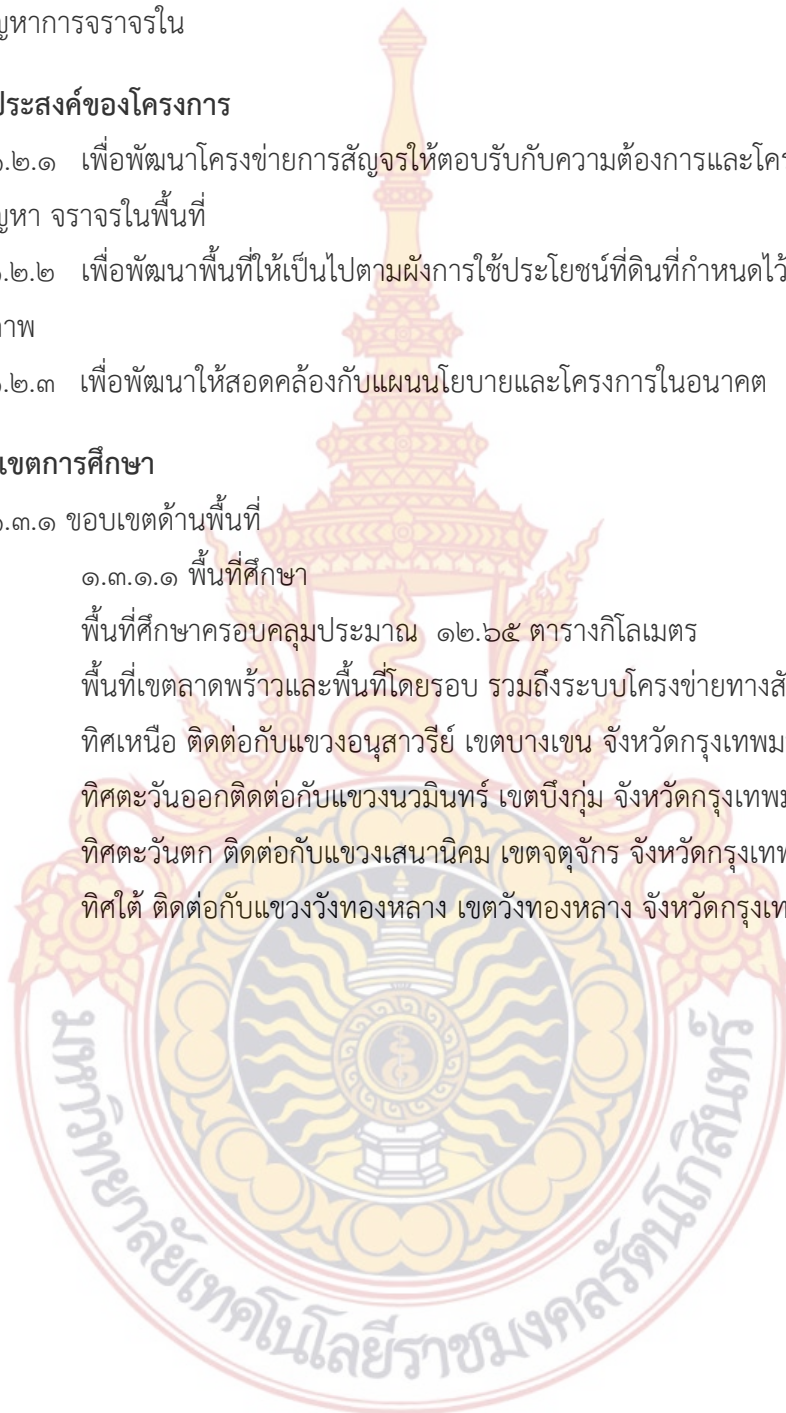 ญหาการจราจรใน
ประสงค์ของโครงการ
.๒.๑ เพื่อพัฒนาโครงข่ายการสัญจรให้ตอบรับกับความต้องการและโคร
ญหา จราจรในพื้นที่
.๒.๒ เพื่อพัฒนาพื้นที่ให้เป็นไปตามผังการใช้ประโยชน์ที่ดินที่กำหนดไว้
าพ
.๒.๓ เพื่อพัฒนาให้สอดคล้องกับแผนนโยบายและโครงการในอนาคต
เขตการศึกษา
.๓.๑ ขอบเขตด้านพื้นที่
๑.๓.๑.๑ พื้นที่ศึกษา
พื้นที่ศึกษาครอบคลุมประมาณ ๑๒.๖๕ ตารางกิโลเมตร
พื้นที่เขตลาดพร้าวและพื้นที่โดยรอบ รวมถึงระบบโครงข่ายทางสั
ทิศเหนือ ติดต่อกับแขวงอนุสาวรีย์ เขตบางเขน จังหวัดกรุงเทพม
ทิศตะวันออกติดต่อกับแขวงนวมินทร์ เขตบึงกุ่ม จังหวัดกรุงเทพม
ทิศตะวันตก ติดต่อกับแขวงเสนานิคม เขตจตุจักร จังหวัดกรุงเทพ
ทิศใต้ ติดต่อกับแขวงวังทองหลาง เขตวังทองหลาง จังหวัดกรุงเท
มหาวิทยาลัยเทคโนโลยีราชมงคลรัตนโกสินทร์